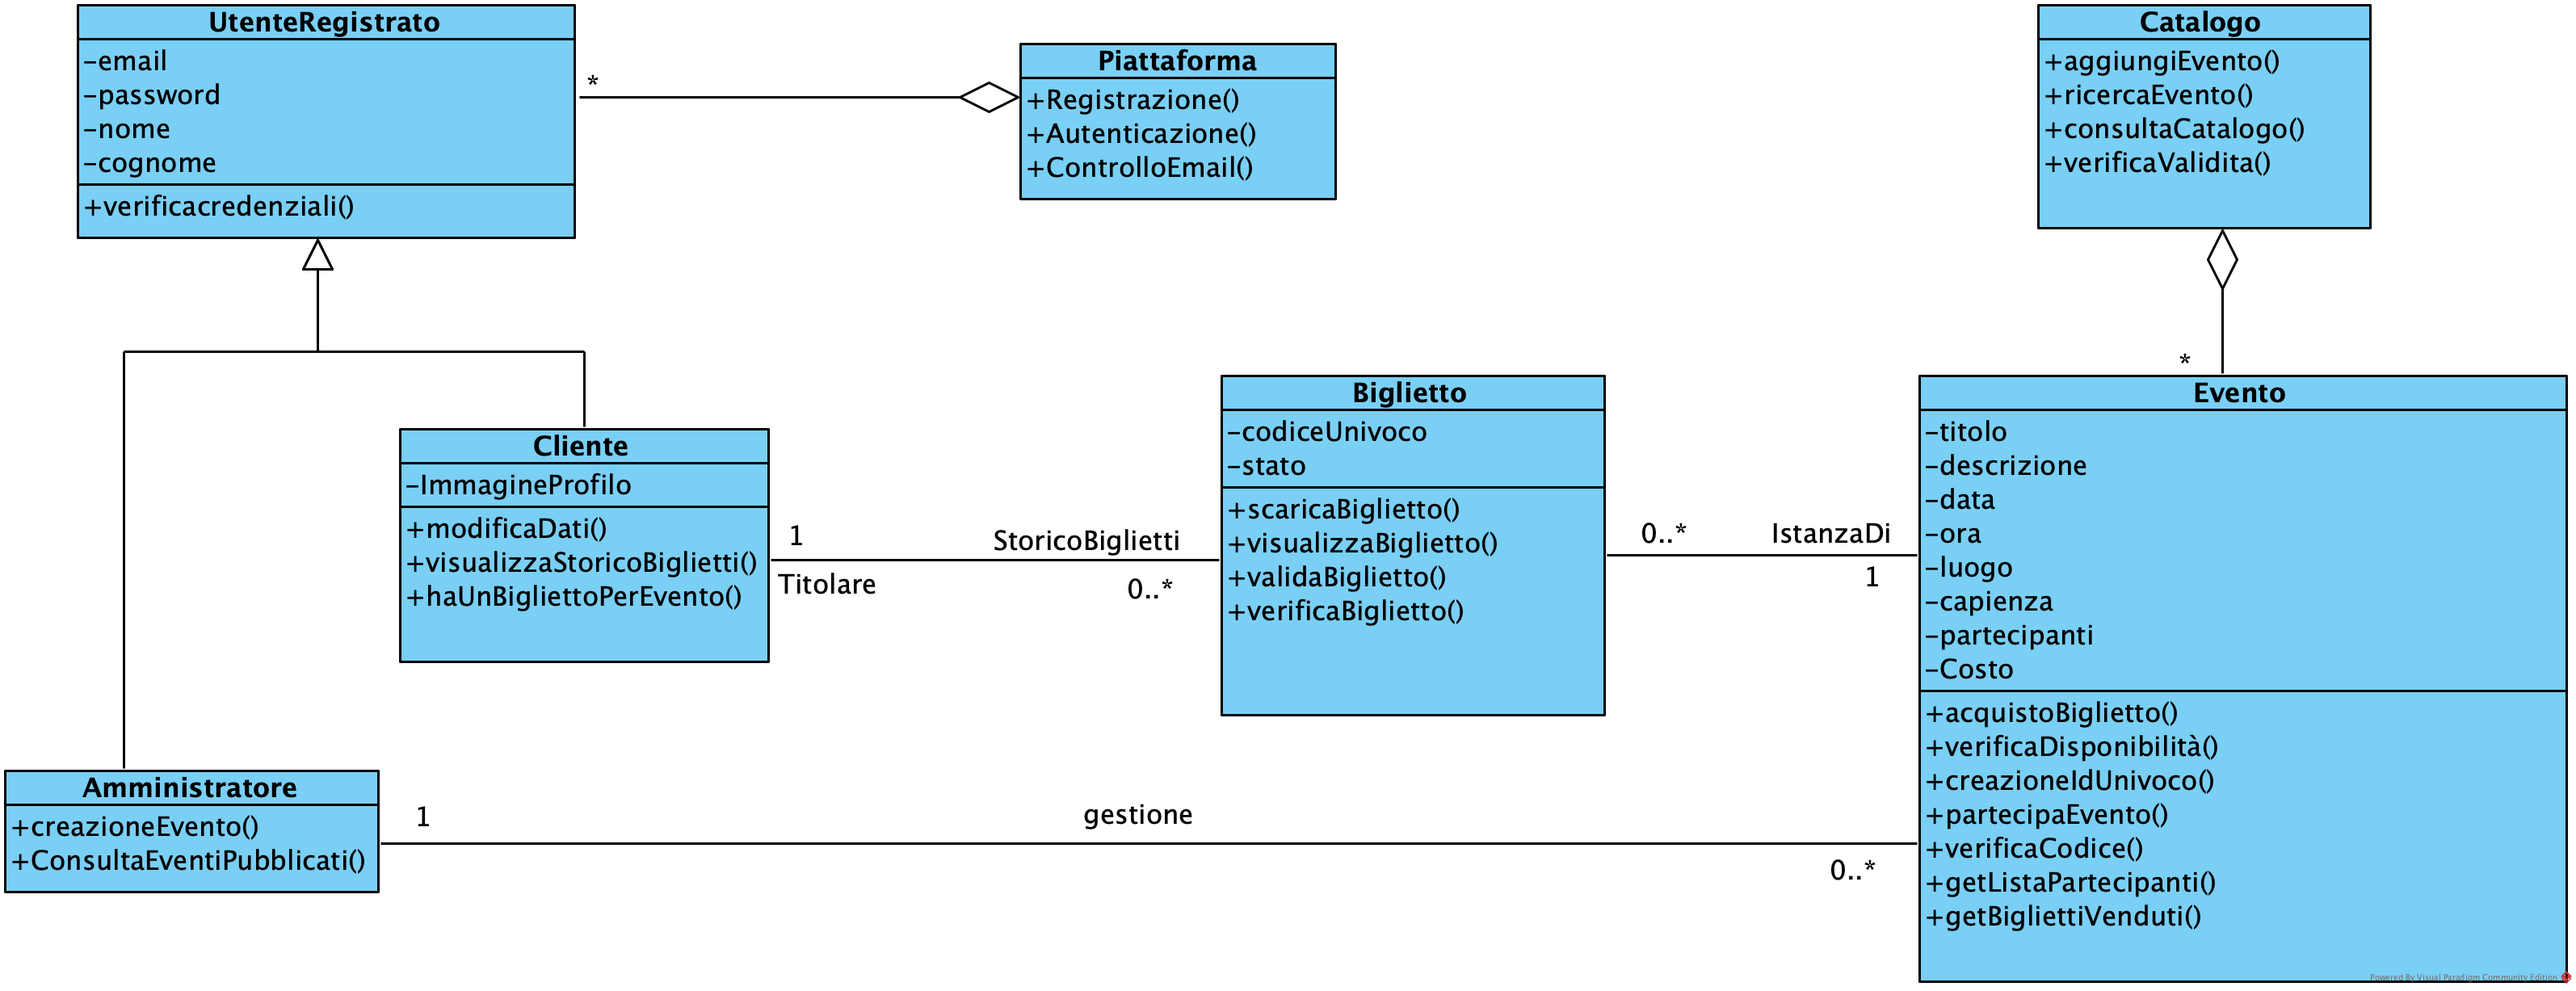 UtenteRegistrato
-email
-password
-nome
-cognome
+verificacredenziali()
*
Piattaforma
+Registrazione()
+Autenticazione()
+ControlloEmail()
Catalogo
+aggiungiEvento()
+ricercaEvento()
+consultaCatalogo()
+verificaValidita()
*
Cliente
-ImmagineProfilo
+modificaDati()
+visualizzaStoricoBiglietti()
+haUnBigliettoPerEvento()
1
Titolare
StoricoBiglietti
0..*
Biglietto
-codiceUnivoco
-stato
+scaricaBiglietto()
+visualizzaBiglietto()
+validaBiglietto()
+verificaBiglietto()
0..*
IstanzaDi
1
Evento
-titolo
-descrizione
-data
-ora
-luogo
-capienza
-partecipanti
-Costo
+acquistoBiglietto()
+verificaDisponibilità()
+creazioneIdUnivoco()
+partecipaEvento()
+verificaCodice()
+getListaPartecipanti()
+getBigliettiVenduti()
Amministratore
+creazioneEvento()
+ConsultaEventiPubblicati()
1
gestione
0..*
Powered By Visual Paradigm Community Edition